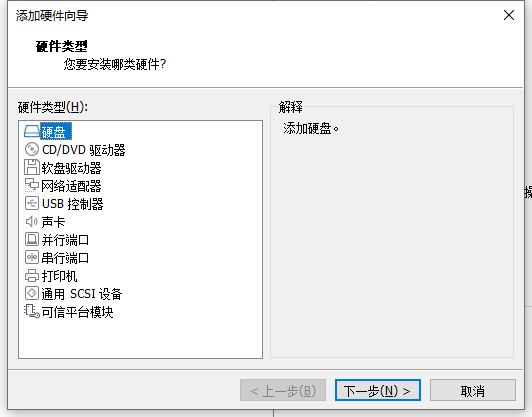 添加硬件向导
硬件类型
您要安装哪类硬件?
硬件类型(H):
硬盘
CD/DVD 驱动器
软盘驱动器
网络适配器
USB 控制器
声卡
并行端口
串行端口
打印机
通用 SCSI 设备
可信平台模块
解释
添加硬盘。
操
< 上一步(B)
下一步(N) >
取消